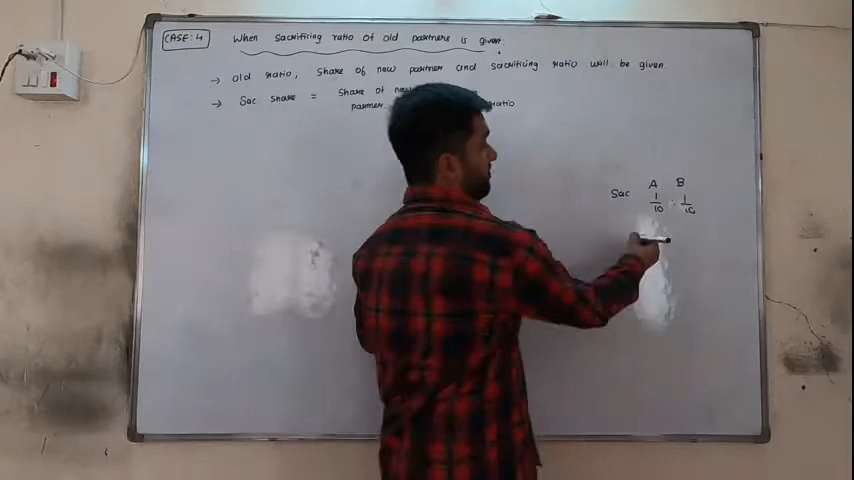 CASE: 4 When sacrificing ratio of old partners is given.
→ old ratio, share of new partner and sacrificing ratio will be given
→ Sac share = share of new
partner ratio
A B
Sac 1/10 : 1/10